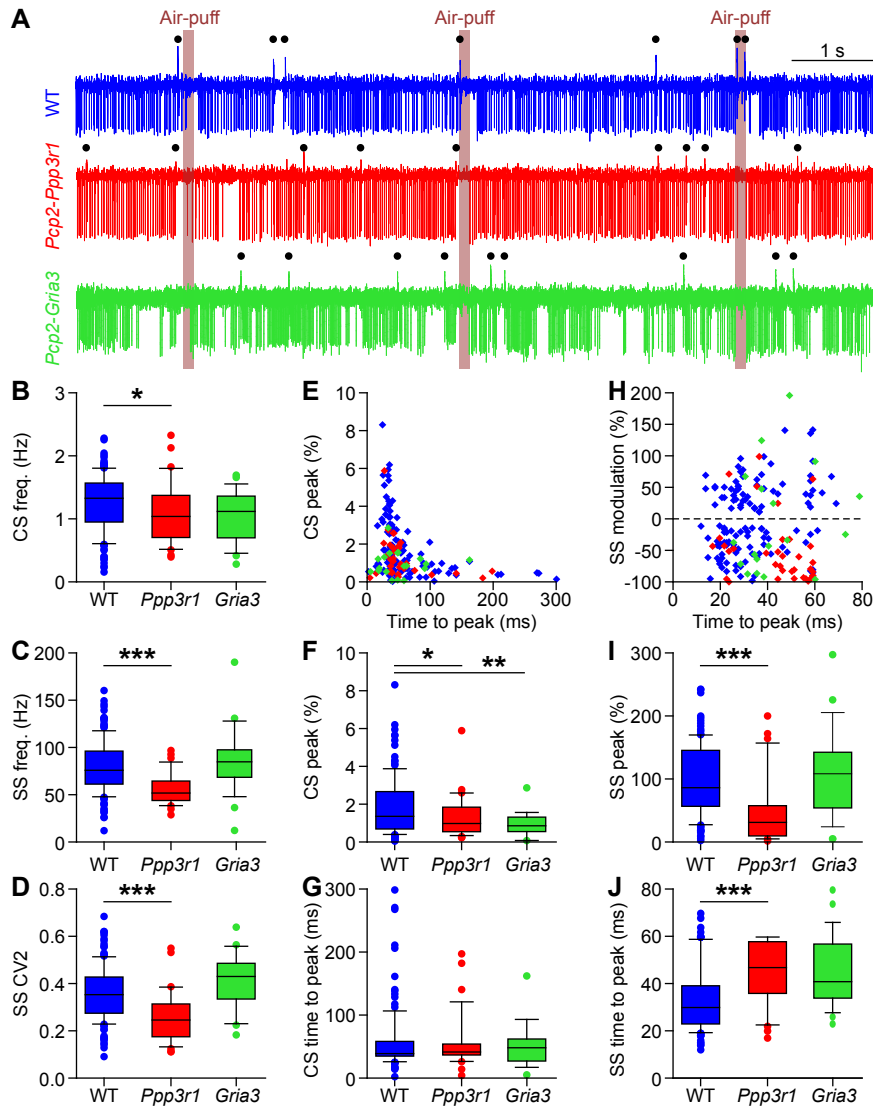 A
Air-puff Air-puff Air-puff
1 s
WT
Pcp2-Ppp3r1
Pcp2-Gria3
B
CS freq. (Hz)
3
2
1
0
*
WT Ppp3r1 Gria3
E
CS peak (%)
10
8
6
4
2
0
0 100 200 300
Time to peak (ms)
H
SS modulation (%)
200
150
100
50
0
-50
-100
0 20 40 60 80
Time to peak (ms)
C
SS freq. (Hz)
200
150
100
50
0
***
WT Ppp3r1 Gria3
F
CS peak (%)
10
8
6
4
2
0
*
**
WT Ppp3r1 Gria3
I
SS peak (%)
300
200
100
0
***
WT Ppp3r1 Gria3
D
SS CV2
0.8
0.6
0.4
0.2
0.0
***
WT Ppp3r1 Gria3
G
CS time to peak (ms)
300
200
100
0
WT Ppp3r1 Gria3
J
SS time to peak (ms)
80
60
40
20
0
***
WT Ppp3r1 Gria3